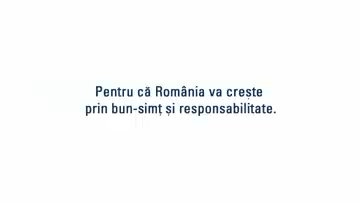 Pentru că România va crește
prin bun-simț și responsabilitate.